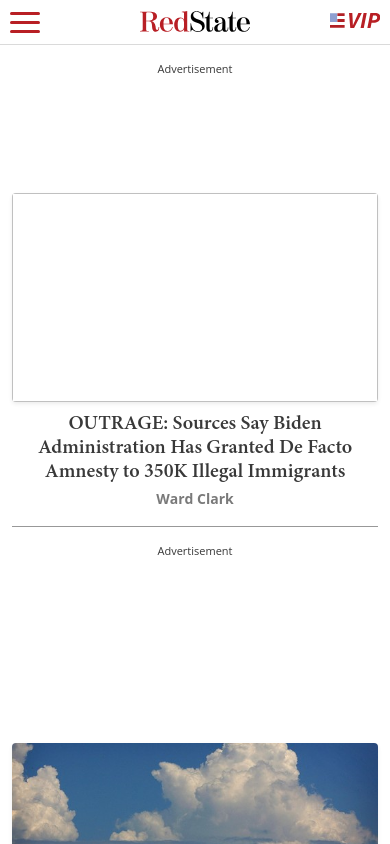 RedState
VIP
Advertisement
OUTRAGE: Sources Say Biden
Administration Has Granted De Facto
Amnesty to 350K Illegal Immigrants
Ward Clark
Advertisement